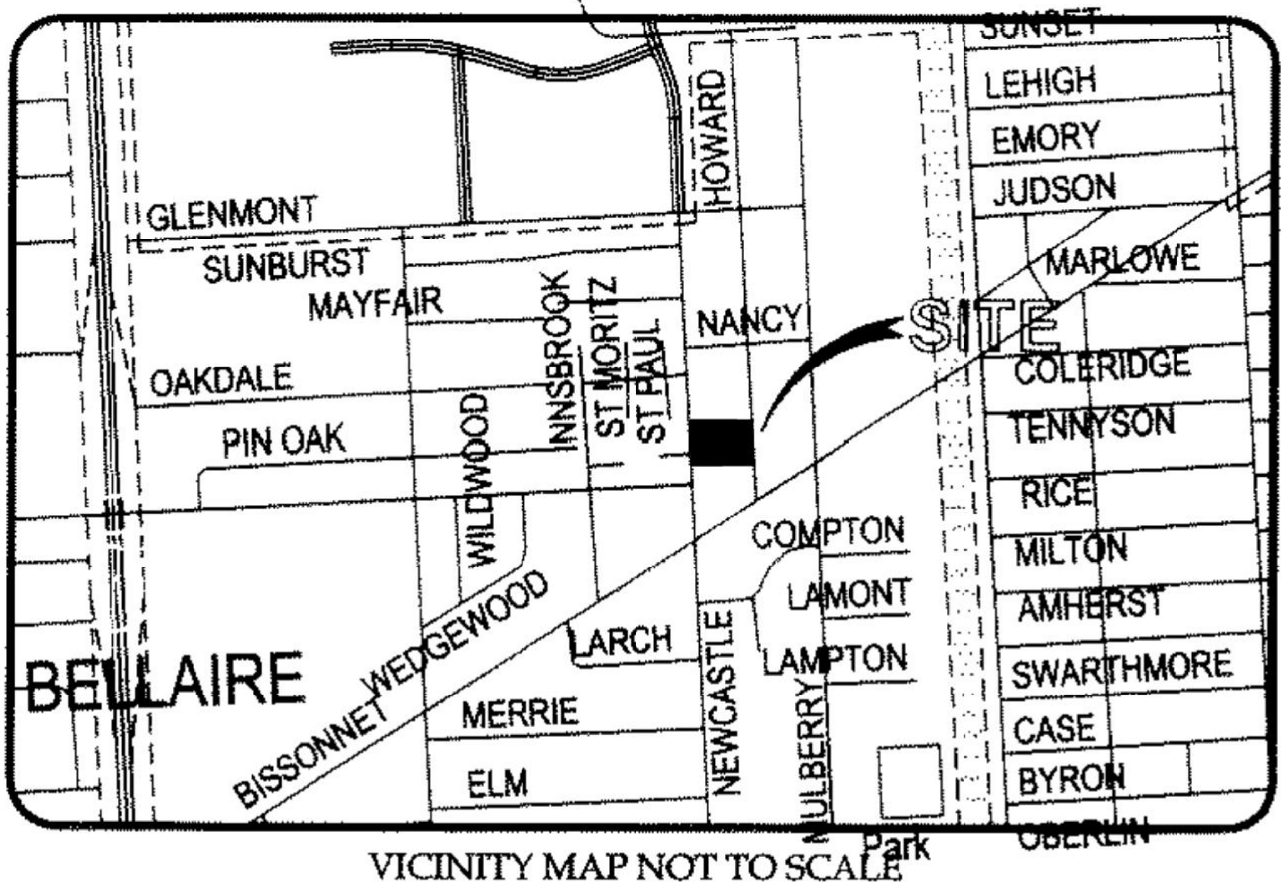 SUNSET
LEHIGH
HOWARD
EMORY
JUDSON
GLENMONT
SUNBURST
MARLOWE
MAYFAIR
INNSBROOK
ST MORITZ
ST PAUL
NANCY
SITE
OAKDALE
COLERIDGE
PIN OAK
WILDWOOD
TENNYSON
RICE
COMPTON
MILTON
LAMONT
AMHERST
WEDGEWOOD
LARCH
NEWCASTLE
LAMPTON
SWARTHMORE
BELLAIRE
BISSONNET
MERRIE
MULBERRY
CASE
ELM
BYRON
OBERLIN
Park
VICINITY MAP NOT TO SCALE